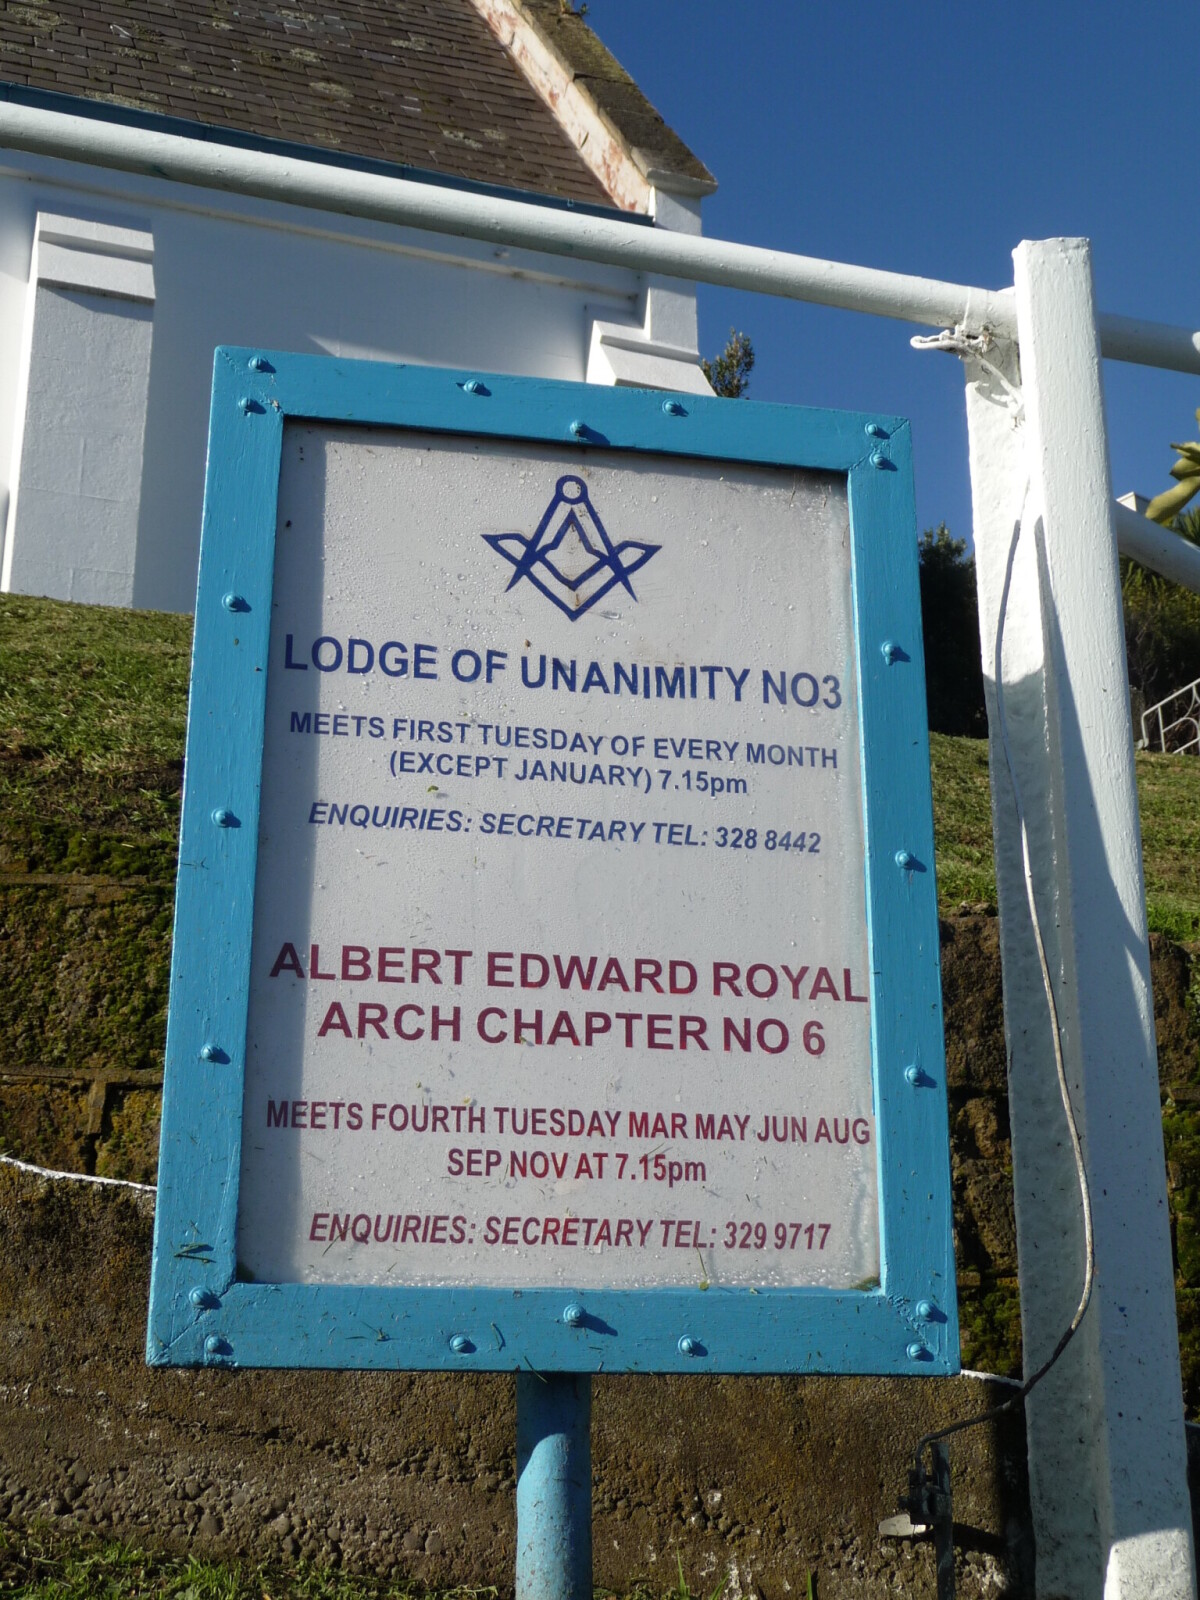 LODGE OF UNANIMITY NO3
MEETS FIRST TUESDAY OF EVERY MONTH
(EXCEPT JANUARY) 7.15pm
ENQUIRIES: SECRETARY TEL: 328 8442
ALBERT EDWARD ROYAL
ARCH CHAPTER NO 6
MEETS FOURTH TUESDAY MAR MAY JUN AUG
SEP NOV AT 7.15pm
ENQUIRIES: SECRETARY TEL: 329 9717